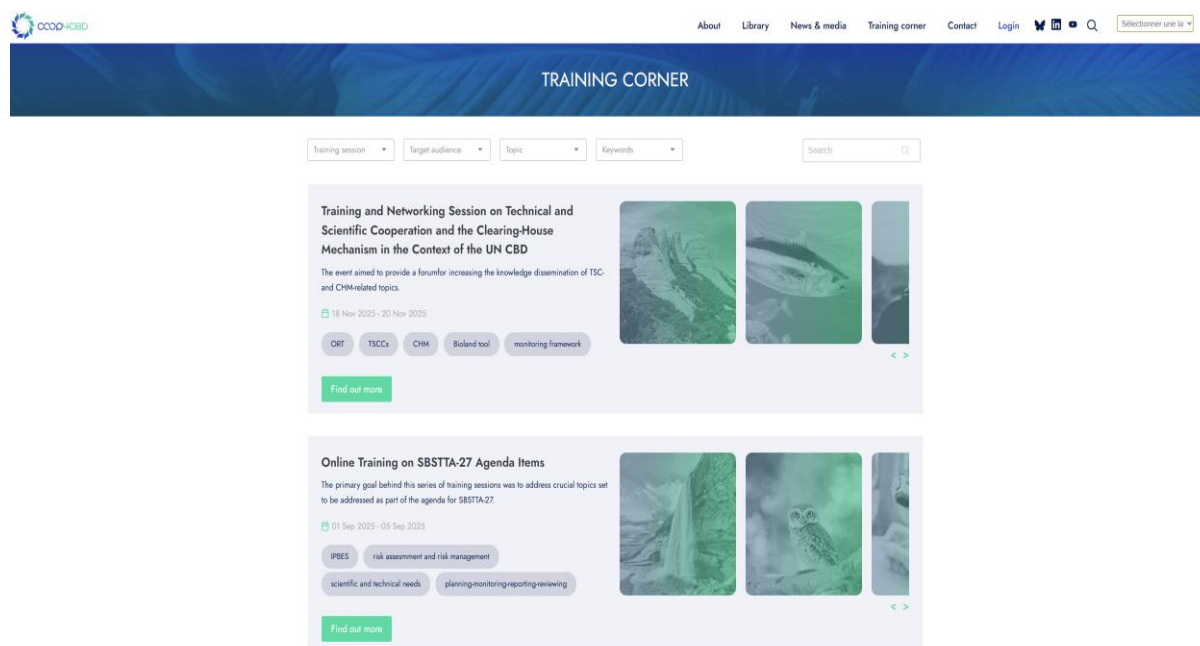 COOP4CBD
About Library News & media Training corner Contact Login
Sélectionner une la
TRAINING CORNER
Training session Target audience Topic Keywords Search
Training and Networking Session on Technical and
Scientific Cooperation and the Clearing-House
Mechanism in the Context of the UN CBD
The event aimed to provide a forumfor increasing the knowledge dissemination of TSC-
and CHM-related topics.
18 Nov 2025 - 20 Nov 2025
ORT TSCCs CHM Bioland tool monitoring framework
< >
Find out more
Online Training on SBSTTA-27 Agenda Items
The primary goal behind this series of training sessions was to address crucial topics set
to be addressed as part of the agenda for SBSTTA-27.
01 Sep 2025 - 05 Sep 2025
IPBES risk assesmment and risk management
scientific and technical needs planning-monitoring-reporting-reviewing
< >
Find out more